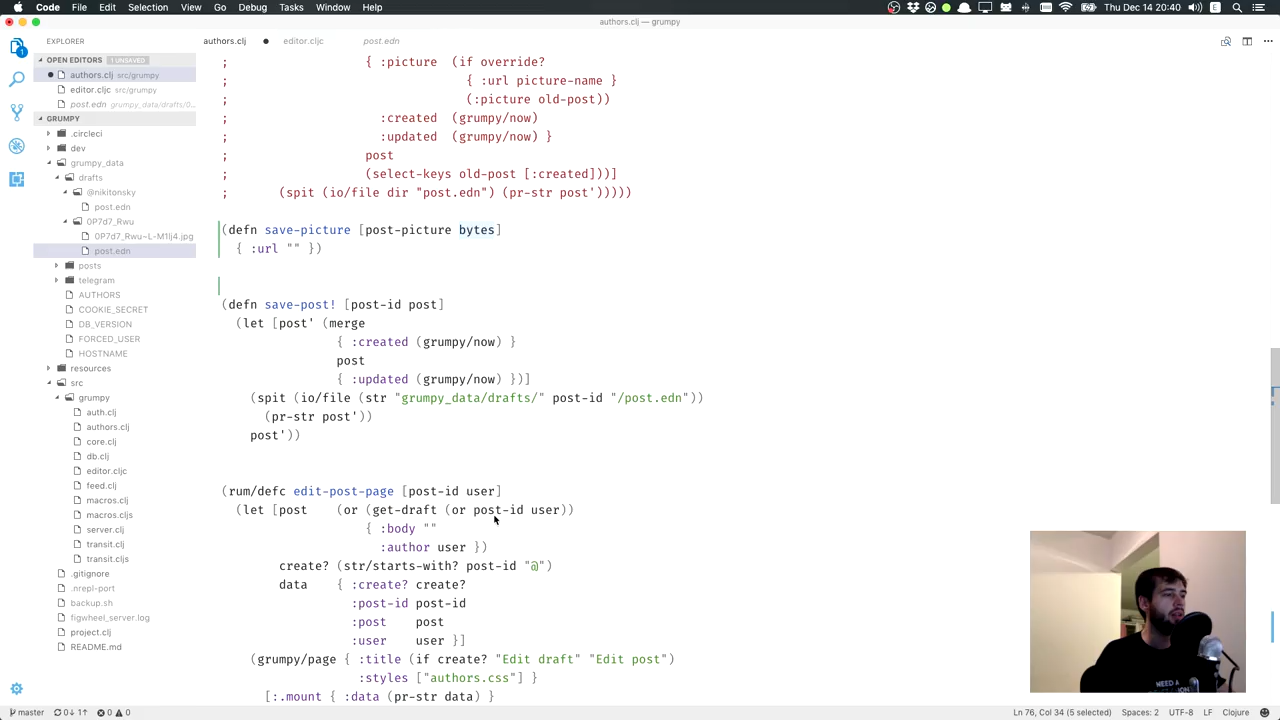 Thu Dec 14 20:40
authors.clj — grumpy
EXPLORER
authors.clj
editor.cljc
post.edn
OPEN EDITORS 1 UNSAVED
authors.clj src/grumpy
editor.cljc src/grumpy
post.edn grumpy_data/drafts/0...
GRUMPY
.circleci
dev
grumpy_data
drafts
@nikitonsky
post.edn
0P7d7_Rwu
0P7d7_Rwu~L-M1lj4.jpg
post.edn
posts
telegram
AUTHORS
COOKIE_SECRET
DB_VERSION
FORCED_USER
HOSTNAME
resources
src
grumpy
auth.clj
authors.clj
core.clj
db.clj
editor.cljc
feed.clj
macros.clj
macros.cljs
server.clj
transit.clj
transit.cljs
.gitignore
.nrepl-port
backup.sh
figwheel_server.log
project.clj
README.md
; { :picture (if override?
; { :url picture-name }
; (:picture old-post))
; :created (grumpy/now)
; :updated (grumpy/now) }
; post
; (select-keys old-post [:created]))]
; (spit (io/file dir "post.edn") (pr-str post')))))
(defn save-picture [post-picture bytes]
{ :url "" })
(defn save-post! [post-id post]
(let [post' (merge
{ :created (grumpy/now) }
post
{ :updated (grumpy/now) })]
(spit (io/file (str "grumpy_data/drafts/" post-id "/post.edn"))
(pr-str post'))
post'))
(rum/defc edit-post-page [post-id user]
(let [post (or (get-draft (or post-id user))
{ :body ""
:author user })
create? (str/starts-with? post-id "@")
data { :create? create?
:post-id post-id
:post post
:user user }]
(grumpy/page { :title (if create? "Edit draft" "Edit post")
:styles ["authors.css"] }
[:.mount { :data (pr-str data) }
NEED A
master 0↓ 1↑ 0 0
Ln 76, Col 34 (5 selected) Spaces: 2 UTF-8 LF Clojure